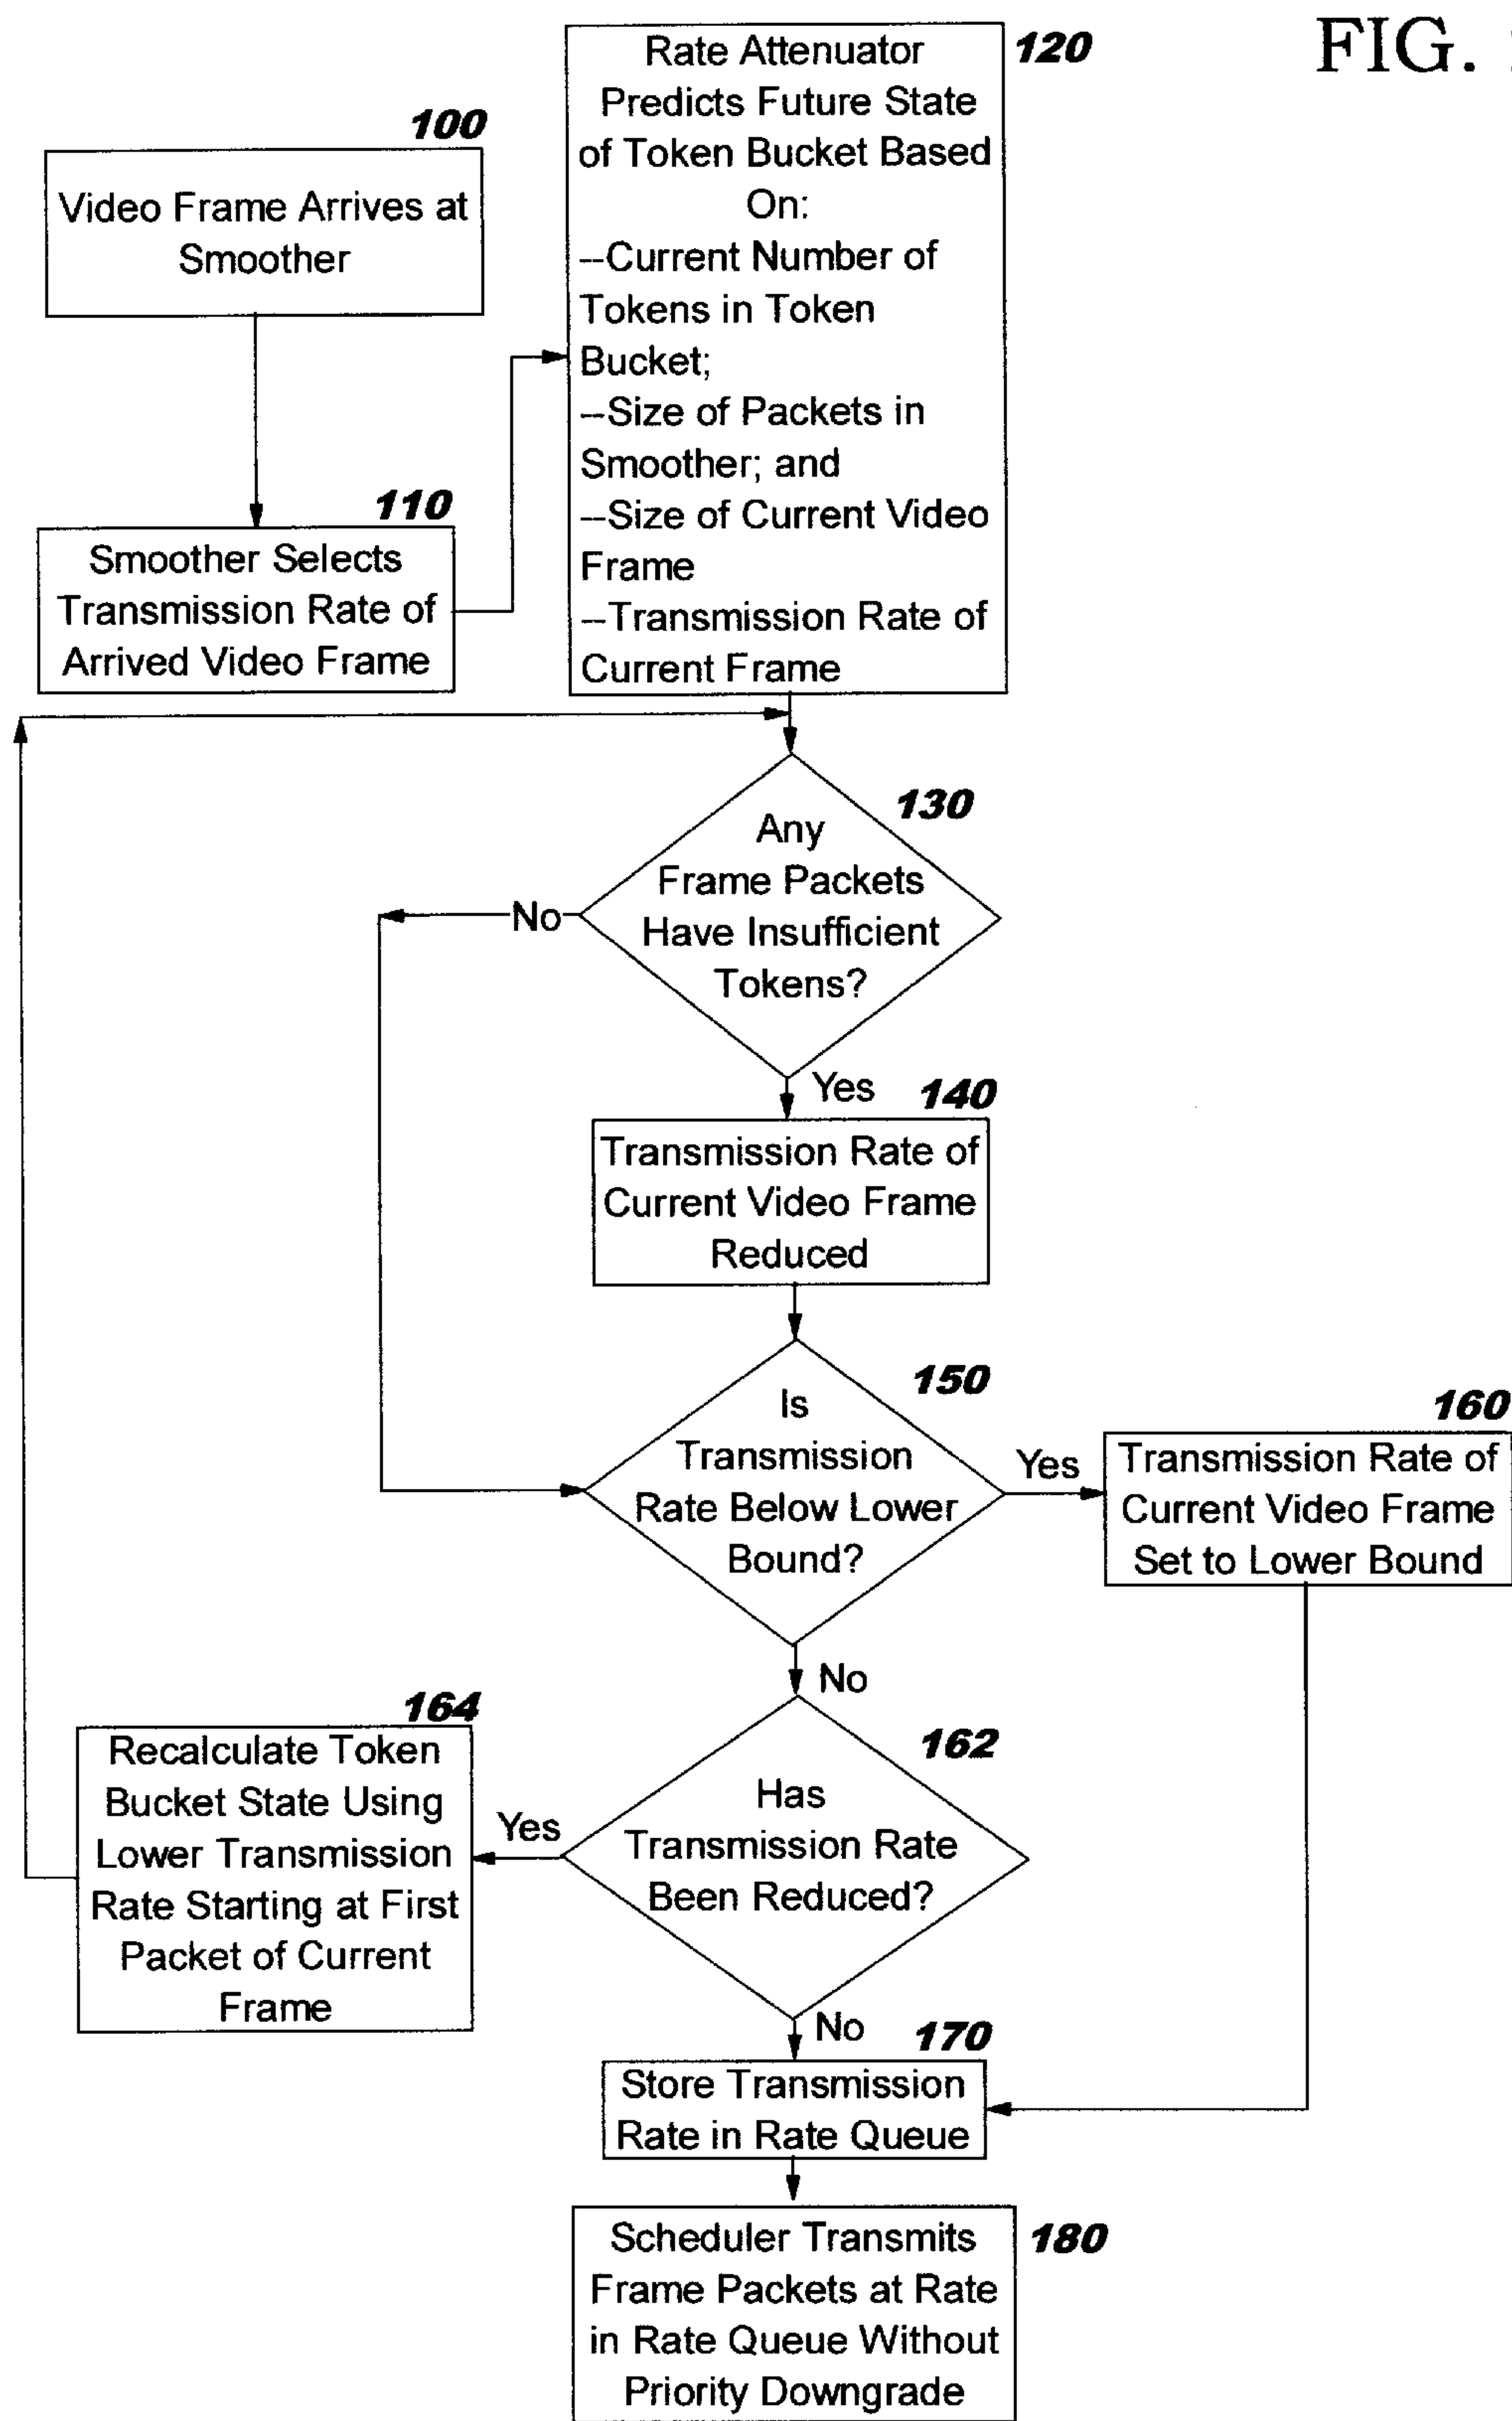 FIG.
120
Rate Attenuator
Predicts Future State
of Token Bucket Based
On:
--Current Number of
Tokens in Token
Bucket;
--Size of Packets in
Smoother; and
--Size of Current Video
Frame
--Transmission Rate of
Current Frame
100
Video Frame Arrives at
Smoother
110
Smoother Selects
Transmission Rate of
Arrived Video Frame
130
Any
Frame Packets
Have Insufficient
Tokens?
No
Yes
140
Transmission Rate of
Current Video Frame
Reduced
150
Is
Transmission
Rate Below Lower
Bound?
Yes
160
Transmission Rate of
Current Video Frame
Set to Lower Bound
No
162
Has
Transmission Rate
Been Reduced?
Yes
164
Recalculate Token
Bucket State Using
Lower Transmission
Rate Starting at First
Packet of Current
Frame
No
170
Store Transmission
Rate in Rate Queue
180
Scheduler Transmits
Frame Packets at Rate
in Rate Queue Without
Priority Downgrade